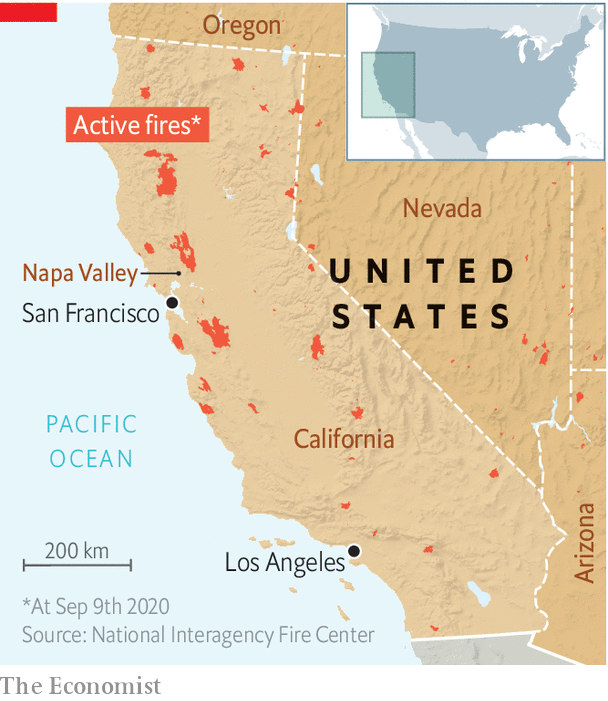 Oregon
Active fires*
Nevada
Napa Valley
UNITED
STATES
San Francisco
PACIFIC
OCEAN
California
Arizona
200 km
Los Angeles
*At Sep 9th 2020
Source: National Interagency Fire Center
The Economist